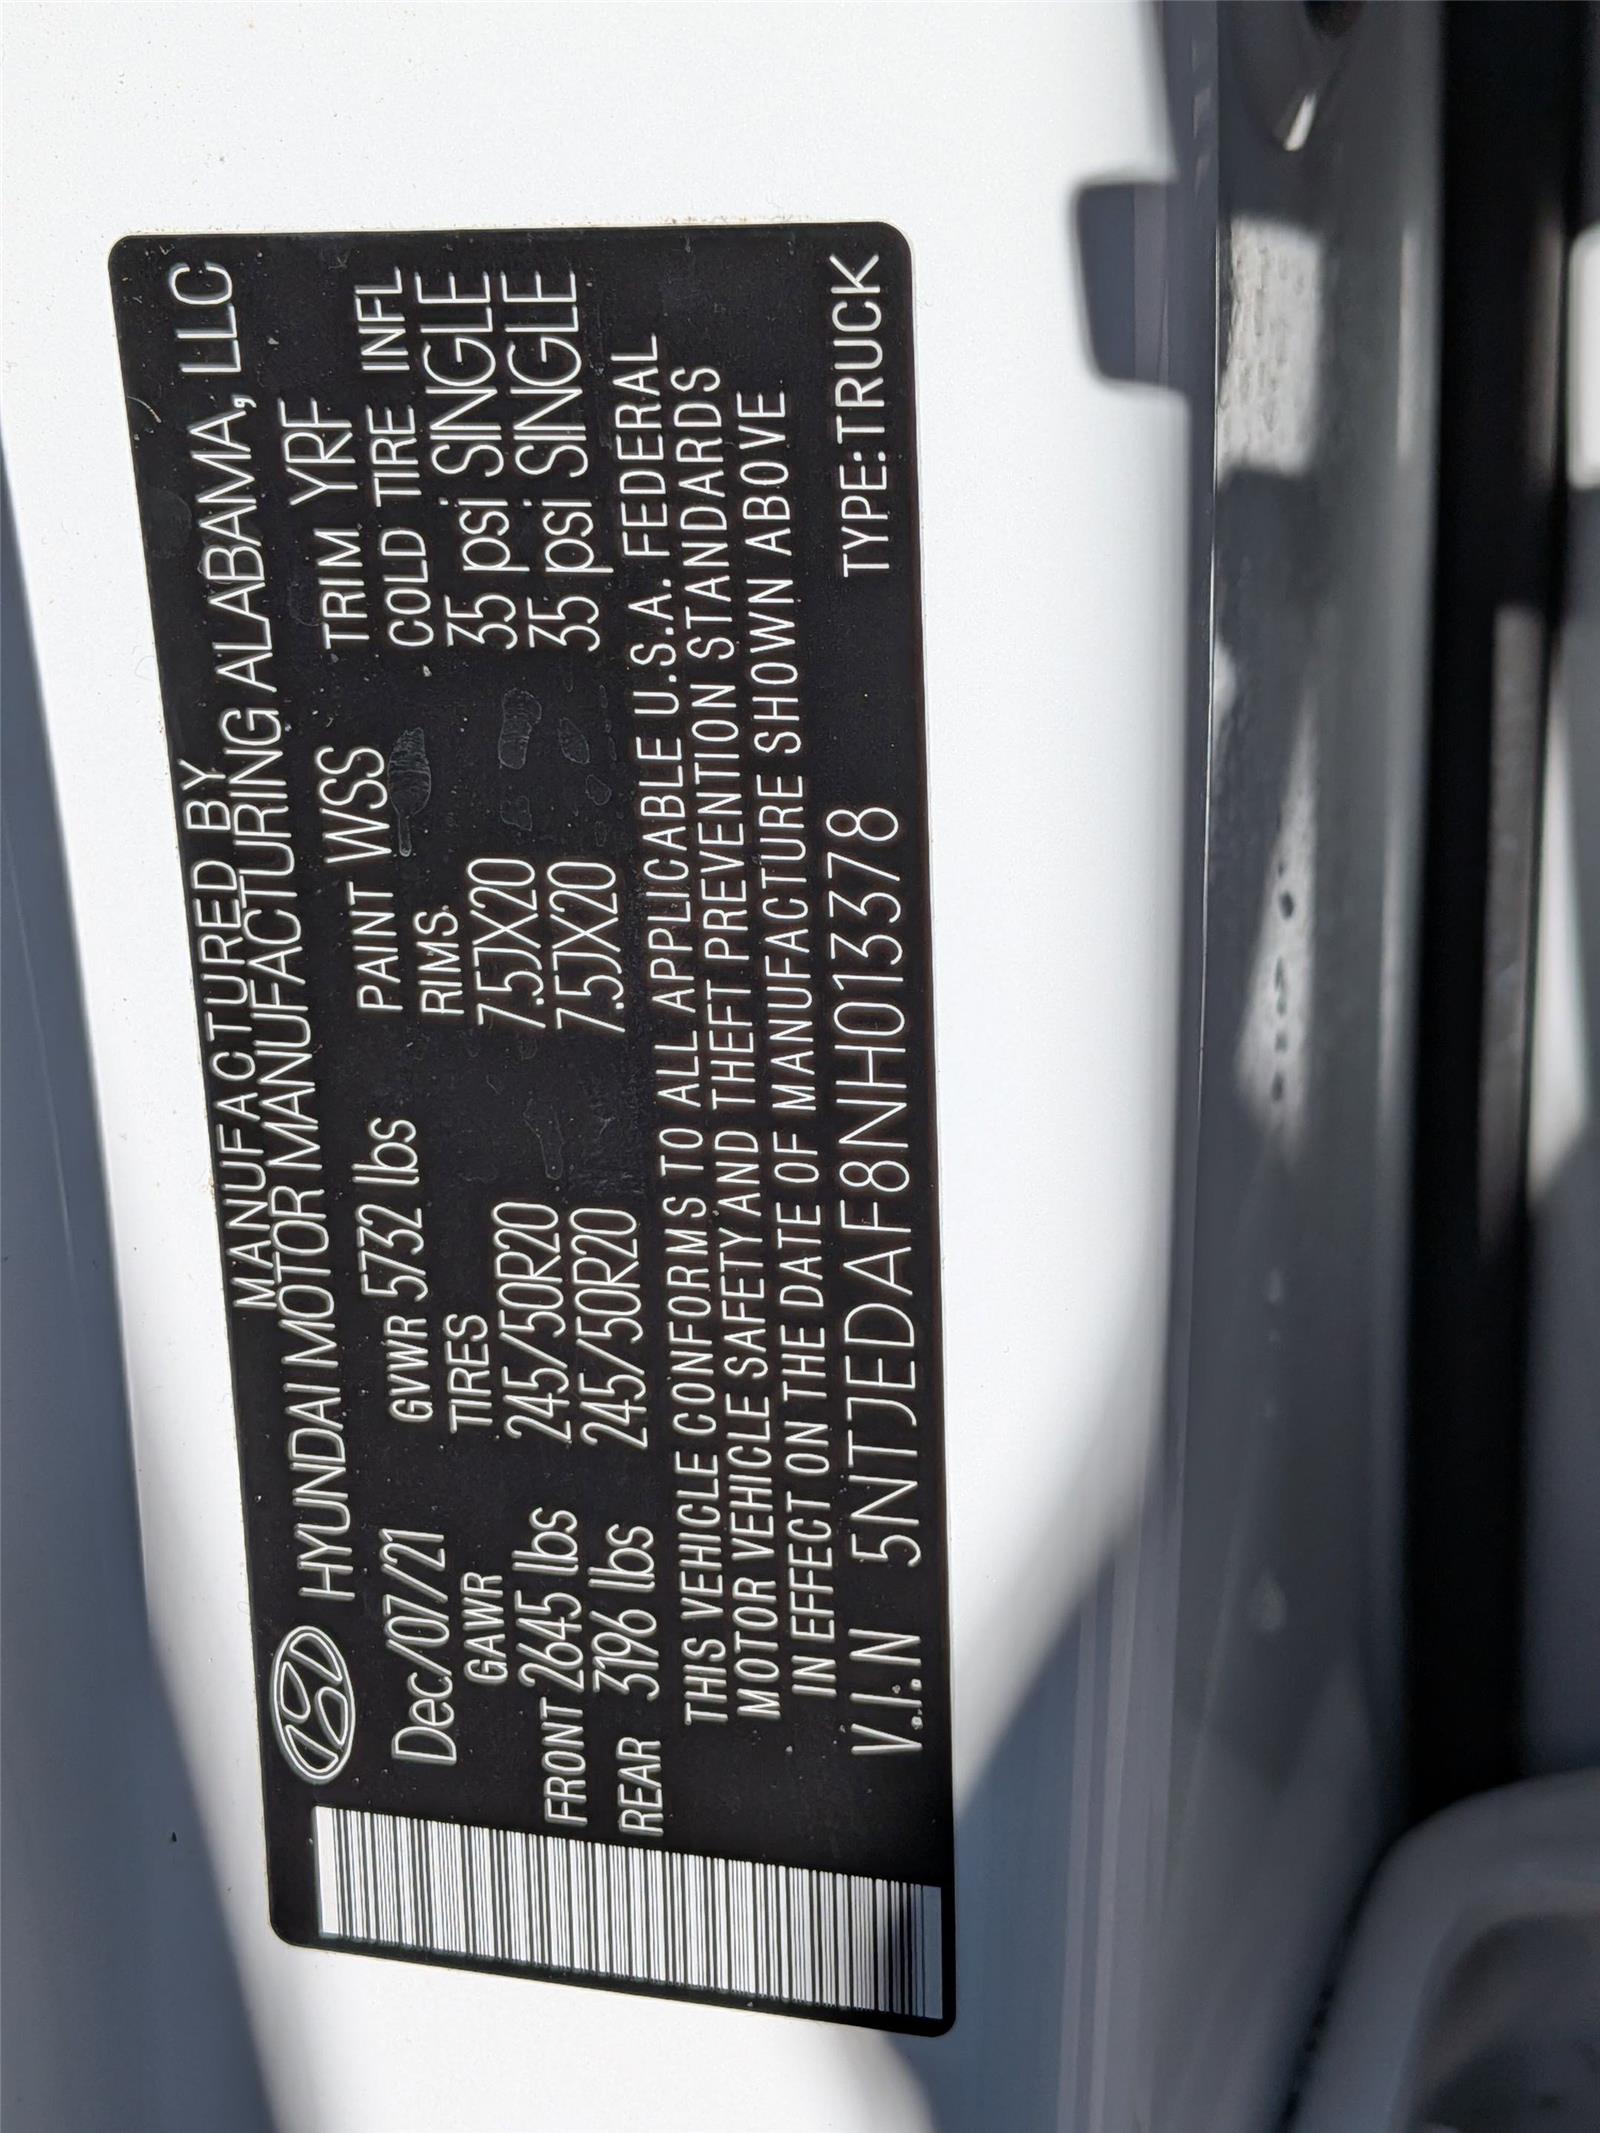 MANUFACTURED BY
HYUNDAI MOTOR MANUFACTURING ALABAMA, LLC
Dec/07/21 GVWR 5732 lbs PAINT WSS TRIM YRF
GAWR TIRES RIMS COLD TIRE INFL
FRONT 2645 lbs 245/50R20 7.5JX20 35 psi SINGLE
REAR 3196 lbs 245/50R20 7.5JX20 35 psi SINGLE
THIS VEHICLE CONFORMS TO ALL APPLICABLE U.S.A. FEDERAL
MOTOR VEHICLE SAFETY AND THEFT PREVENTION STANDARDS
IN EFFECT ON THE DATE OF MANUFACTURE SHOWN ABOVE
V.I.N 5NTJEDAF8NH013378 TYPE:TRUCK